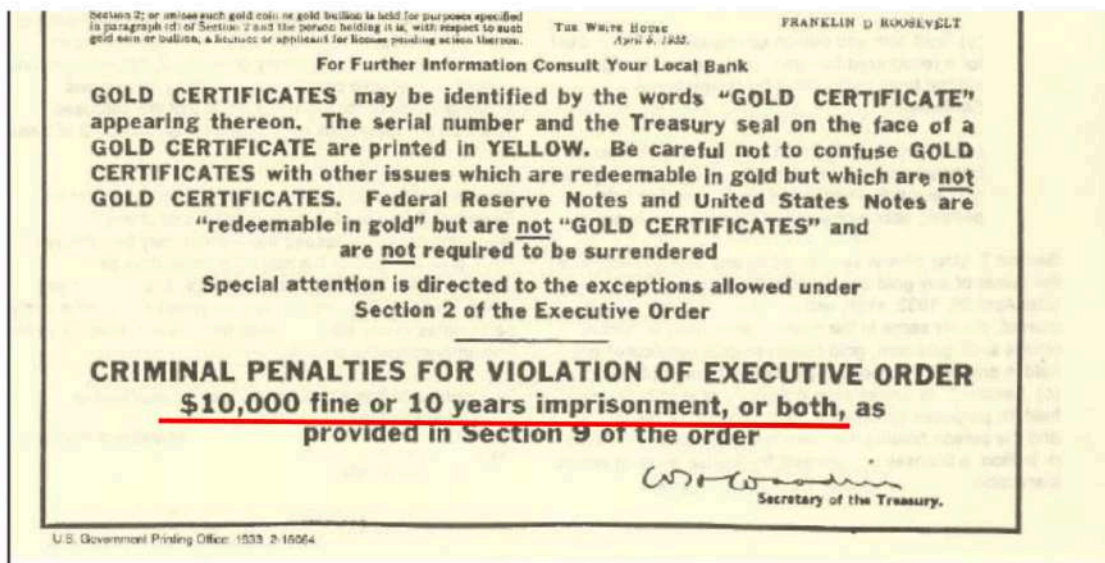 Section 2; or unless such gold coin or gold bullion is held for purposes specified
in paragraph (d) of Section 2 and the person holding it is, with respect to such
gold coin or bullion, a licensee or applicant for license pending action thereon.
THE WHITE HOUSE
April 5, 1933.
FRANKLIN D ROOSEVELT
For Further Information Consult Your Local Bank
GOLD CERTIFICATES may be identified by the words "GOLD CERTIFICATE"
appearing thereon. The serial number and the Treasury seal on the face of a
GOLD CERTIFICATE are printed in YELLOW. Be careful not to confuse GOLD
CERTIFICATES with other issues which are redeemable in gold but which are not
GOLD CERTIFICATES. Federal Reserve Notes and United States Notes are
"redeemable in gold" but are not "GOLD CERTIFICATES" and
are not required to be surrendered
Special attention is directed to the exceptions allowed under
Section 2 of the Executive Order
CRIMINAL PENALTIES FOR VIOLATION OF EXECUTIVE ORDER
$10,000 fine or 10 years imprisonment, or both, as
provided in Section 9 of the order
Secretary of the Treasury.
U.S. Government Printing Office: 1933 2-16064